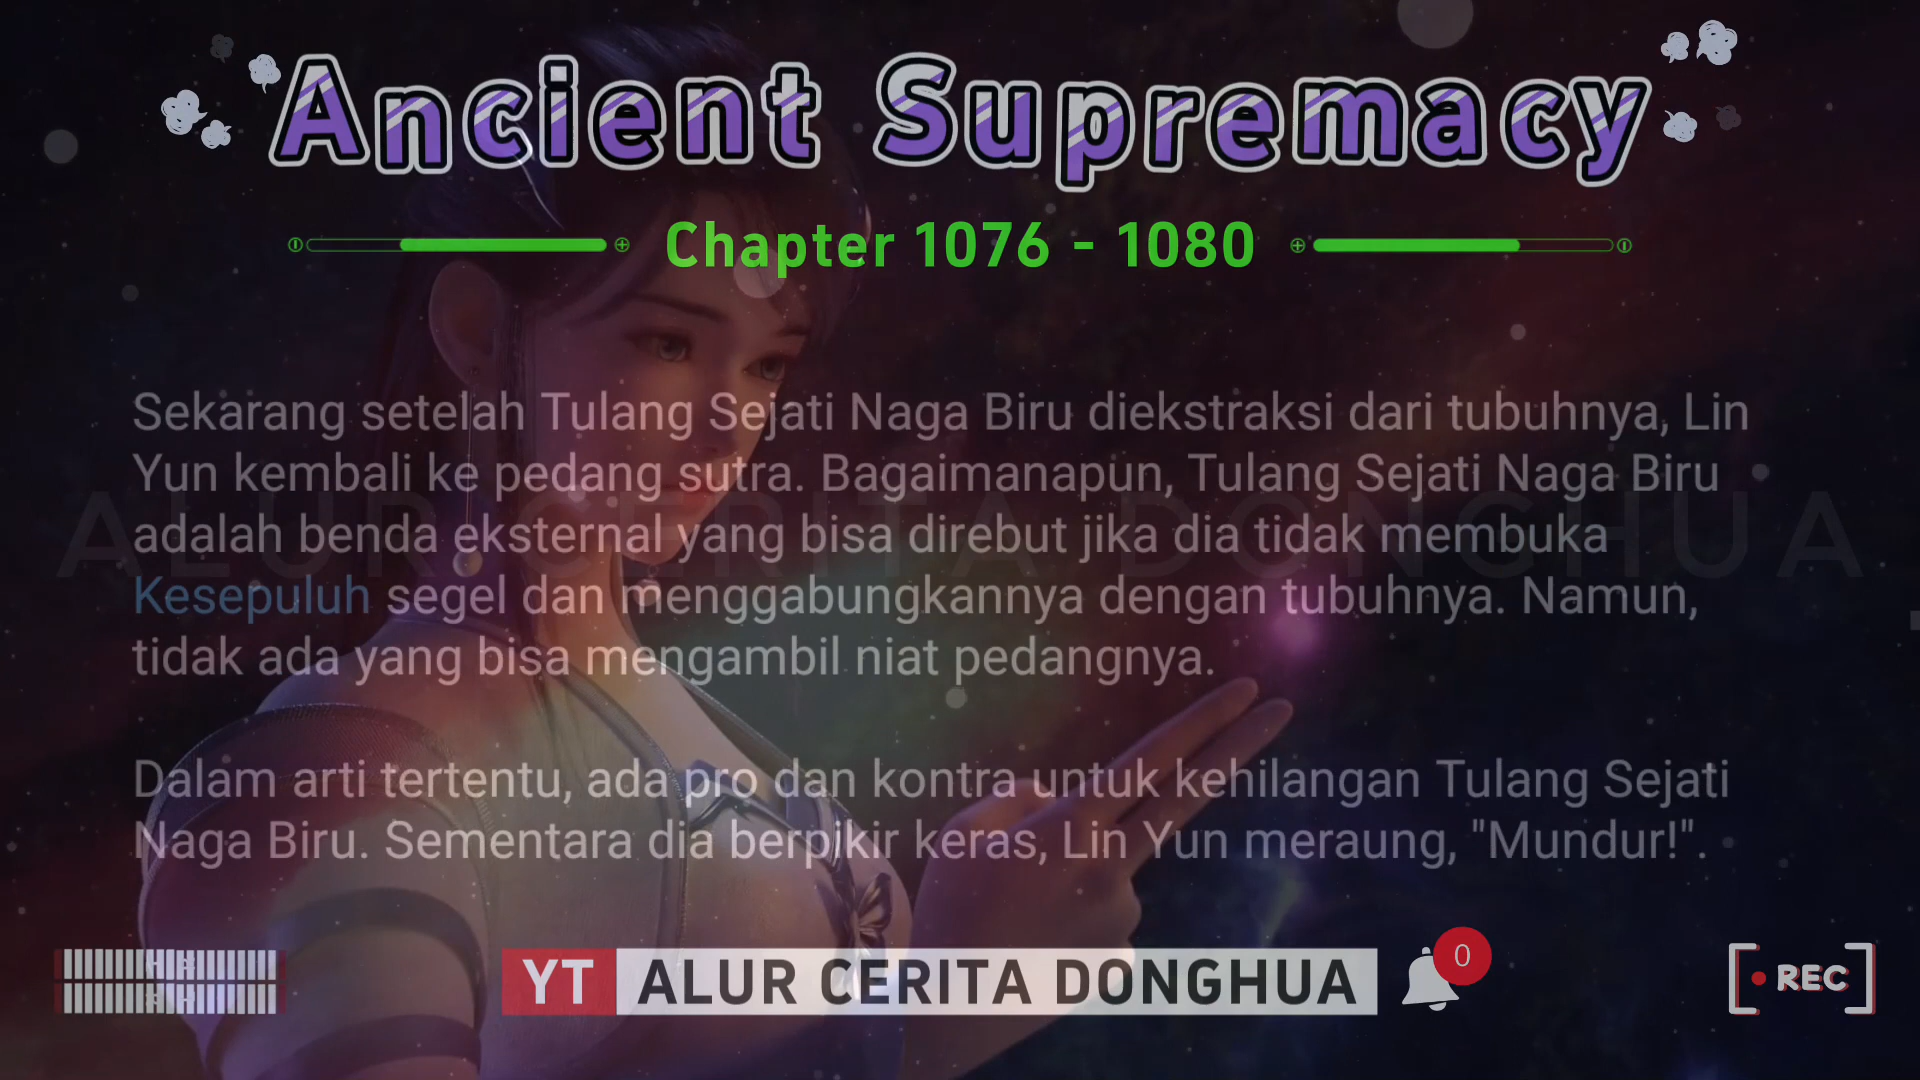 Ancient Supremacy
Chapter 1076 - 1080
Sekarang setelah Tulang Sejati Naga Biru diekstraksi dari tubuhnya, Lin
Yun kembali ke pedang sutra. Bagaimanapun, Tulang Sejati Naga Biru
ALUR CERITA DONGHUA
adalah benda eksternal yang bisa direbut jika dia tidak membuka
Kesepuluh segel dan menggabungkannya dengan tubuhnya. Namun,
tidak ada yang bisa mengambil niat pedangnya.
Dalam arti tertentu, ada pro dan kontra untuk kehilangan Tulang Sejati
Naga Biru. Sementara dia berpikir keras, Lin Yun meraung, "Mundur!".
YT ALUR CERITA DONGHUA 0
REC